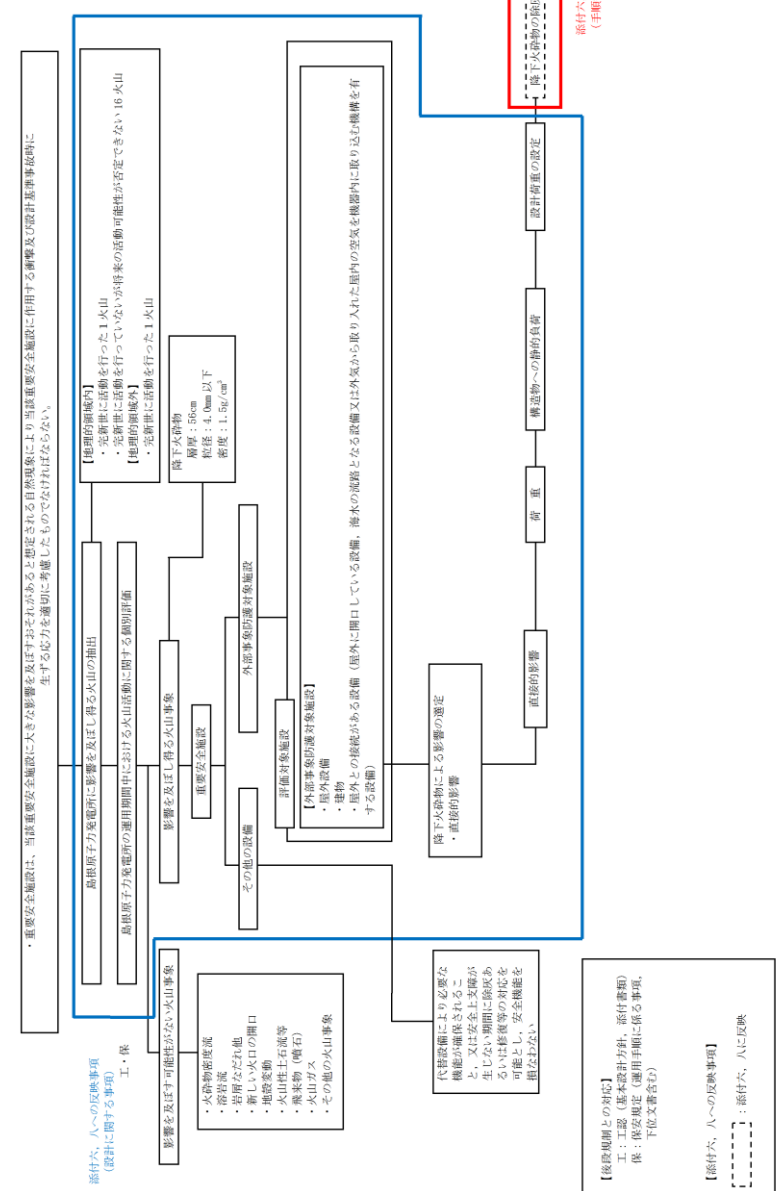 ・重要安全施設は、当該重要安全施設に大きな影響を及ぼすおそれがあると想定される自然現象により当該重要安全施設に作用する衝撃及び設計基準事故時に
生ずる応力を適切に考慮したものでなければならない。
添付六，八への反映事項
（設計に関する事項）
工・保
島根原子力発電所に影響を及ぼし得る火山の抽出
【地理的領域内】
・完新世に活動を行った 1 火山
・完新世に活動を行っていないが将来の活動可能性が否定できない 16 火山
【地理的領域外】
・完新世に活動を行った 1 火山
島根原子力発電所の運用期間中における火山活動に関する個別評価
影響を及ぼす可能性がない火山事象
・火砕物密度流
・溶岩流
・岩屑なだれ他
・新しい火口の開口
・地殻変動
・火山性土石流等
・飛来物（噴石）
・火山ガス
・その他の火山事象
影響を及ぼし得る火山事象
降下火砕物
層厚：56cm
粒径：4.0mm 以下
密度：1.5g/cm³
重要安全施設
その他の設備
外部事象防護対象施設
評価対象施設
【外部事象防護対象施設】
・屋外設備
・建物
・屋外との接続がある設備（屋外に開口している設備，海水の流路となる設備又は外気から取り入れた屋内の空気を機器内に取り込む機構を有
する設備）
代替設備により必要な
機能が確保されるこ
と，又は安全上支障が
生じない期間に除灰あ
るいは修復等の対応を
可能とし，安全機能を
損なわない
降下火砕物による影響の選定
・直接的影響
直接的影響
荷 重
構造物への静的負荷
設計荷重の設定
降下火砕物の除灰
添付六
（手順
【後段規制との対応】
工：工認（基本設計方針，添付書類）
保：保安規定（運用手順に係る事項，
下位文書含む）
【添付六，八への反映事項】
：添付六，八に反映